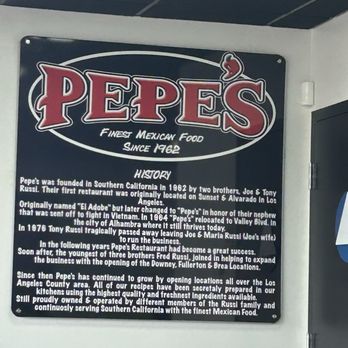 PEPE'S
FINEST MEXICAN FOOD
SINCE 1962
HISTORY
Pepe's was founded in Southern California in 1962 by two brothers, Joe & Tony
Russi. Their first restaurant was originally located on Sunset & Alvarado in Los
Angeles.
Originally named "El Adobe" but later changed to "Pepe's" in honor of their nephew
that was sent off to fight in Vietnam. In 1964 "Pepe's" relocated to Valley Blvd. in
the city of Alhambra where it still thrives today.
In 1976 Tony Russi tragically passed away leaving Joe & Maria Russi (Joe's wife)
to run the business.
In the following years Pepe's Restaurant had become a great success.
Soon after, the youngest of three brothers Fred Russi, joined in helping to expand
the business with the opening of the Downey, Fullerton & Brea Locations.
Since then Pepe's has continued to grow by opening locations all over the Los
Angeles County area. All of our recipes have been secretaly prepared in our
kitchens using the highest quality and freshnest ingredients available.
Still proudly owned & operated by different members of the Russi family and
continuosly serving Southern California with the finest Mexican Food.